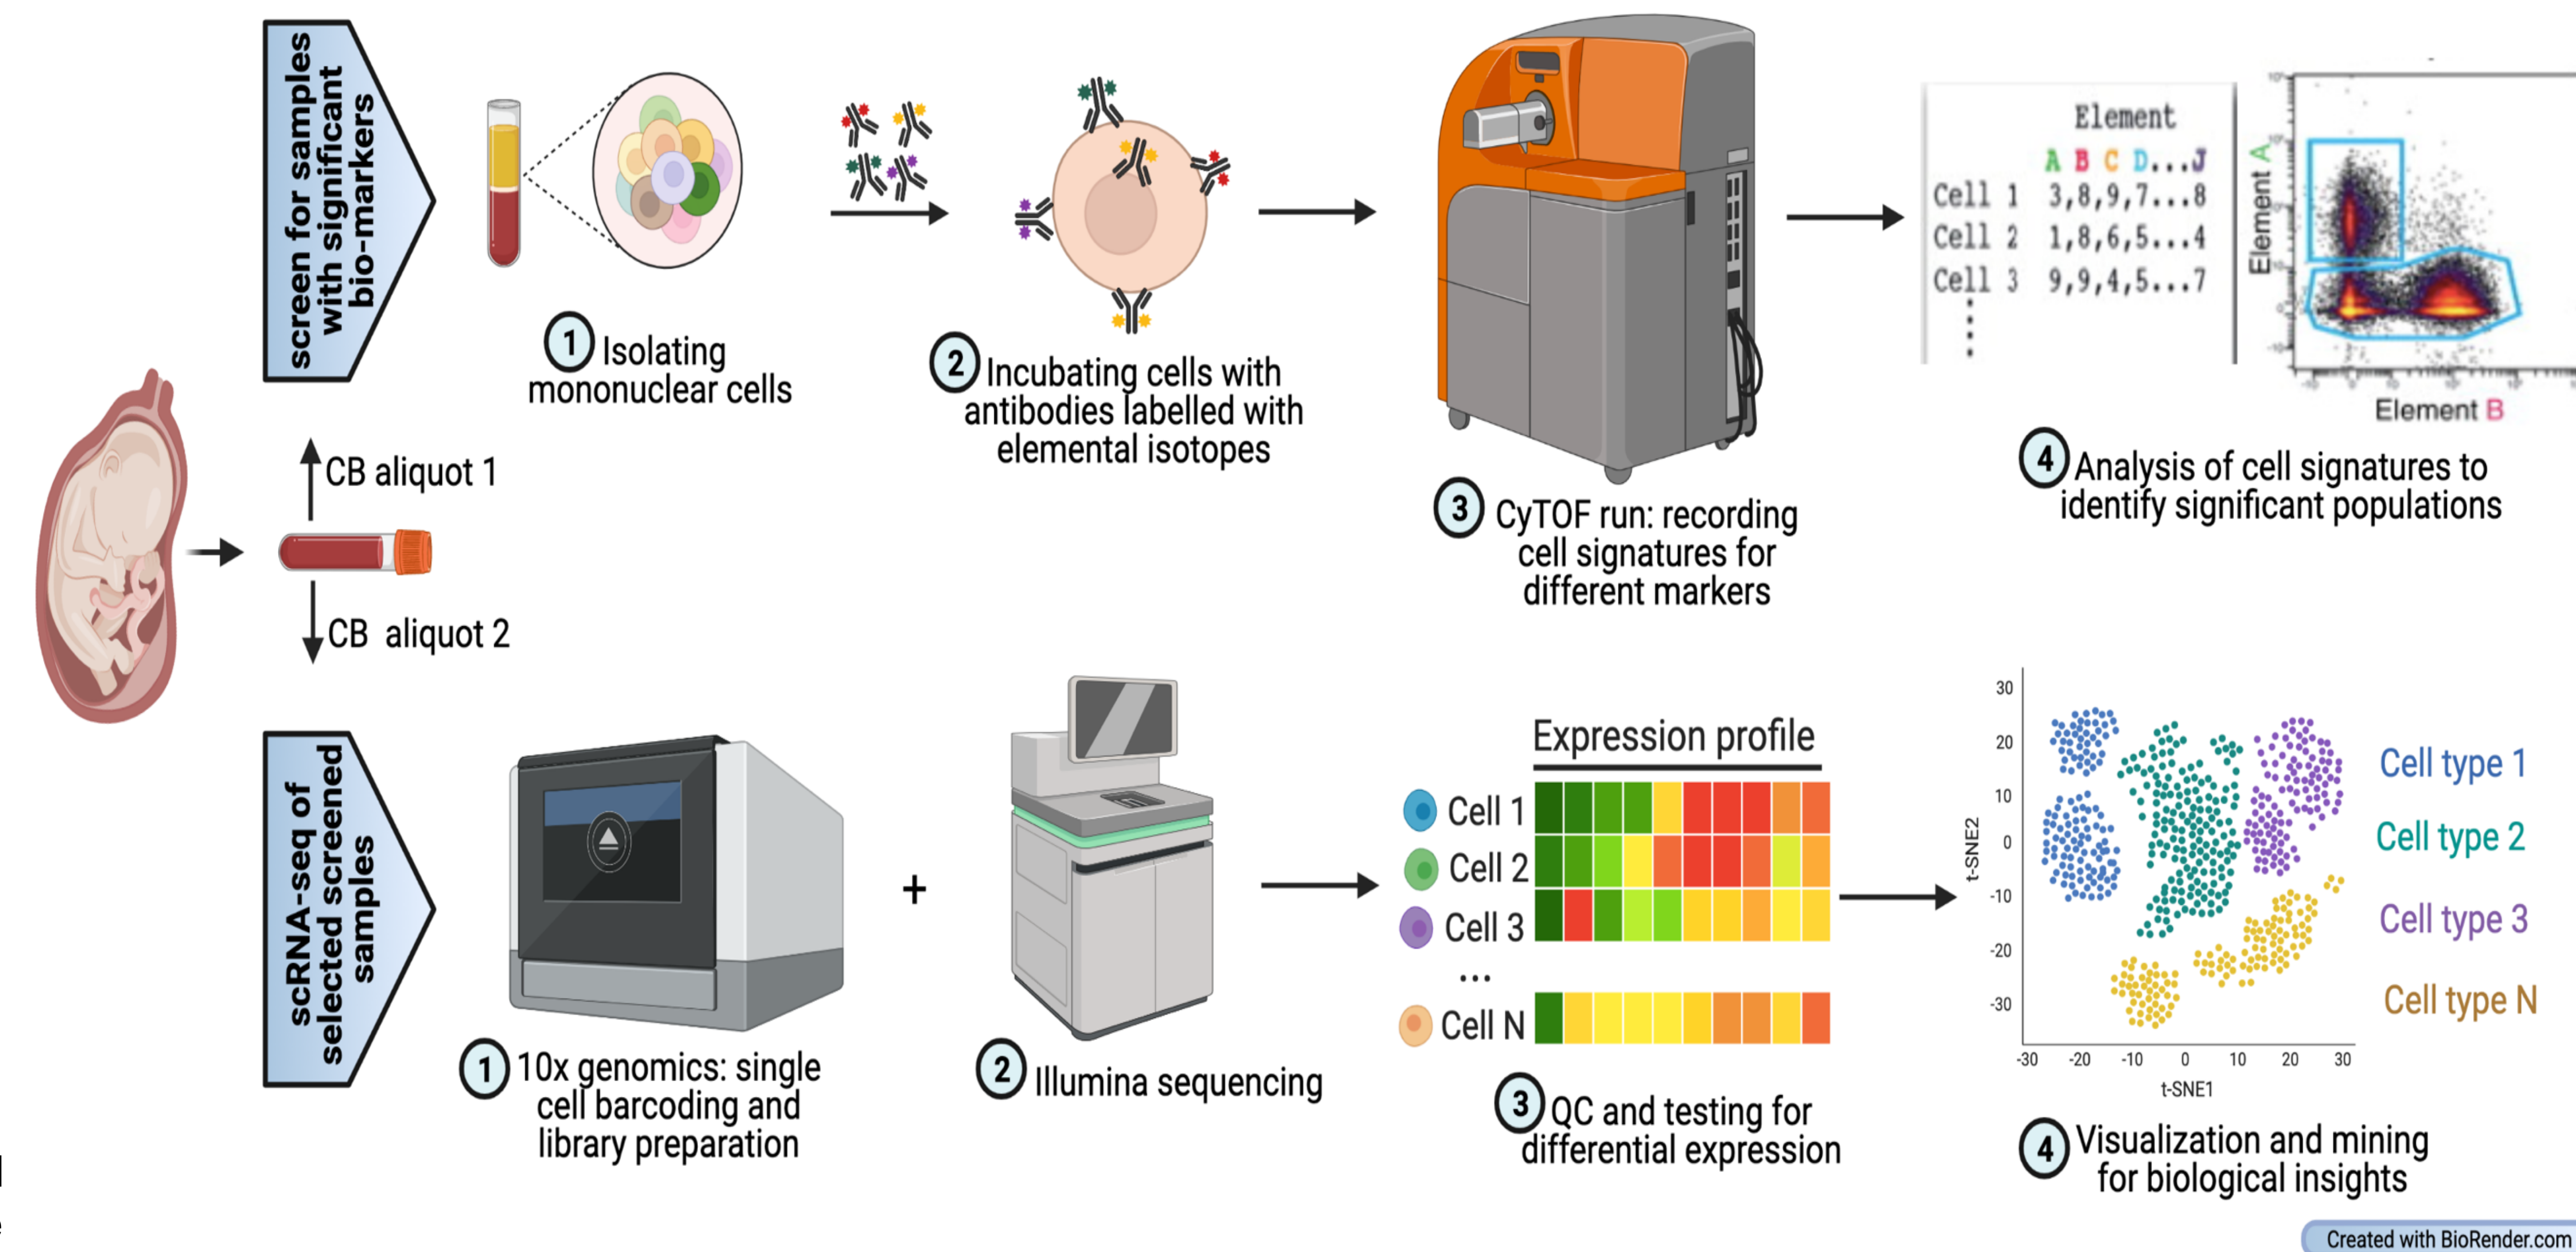 screen for samples
with significant
bio-markers
1 Isolating
mononuclear cells
2 Incubating cells with
antibodies labelled with
elemental isotopes
3 CyTOF run: recording
cell signatures for
different markers
Element
A B C D...J
Cell 1 3,8,9,7...8
Cell 2 1,8,6,5...4
Cell 3 9,9,4,5...7
Element A
Element B
4 Analysis of cell signatures to
identify significant populations
CB aliquot 1
CB aliquot 2
scRNA-seq of
selected screened
samples
1 10x genomics: single
cell barcoding and
library preparation
+
2 Illumina sequencing
Expression profile
Cell 1
Cell 2
Cell 3
...
Cell N
3 QC and testing for
differential expression
t-SNE2
30
20
10
0
-10
-20
-30
-30 -20 -10 0 10 20 30
t-SNE1
Cell type 1
Cell type 2
Cell type 3
Cell type N
4 Visualization and mining
for biological insights
Created with BioRender.com